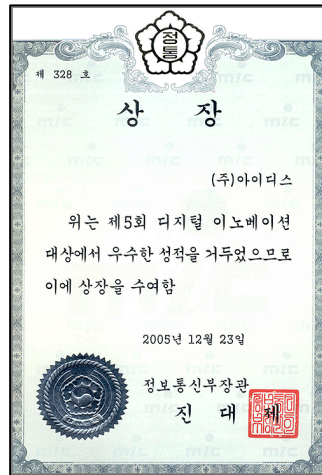 정통
제 328 호
상 장
(주)아이디스
위는 제5회 디지털 이노베이션
대상에서 우수한 성적을 거두었으므로
이에 상장을 수여함
2005년 12월 23일
정보통신부장관
진 대 제